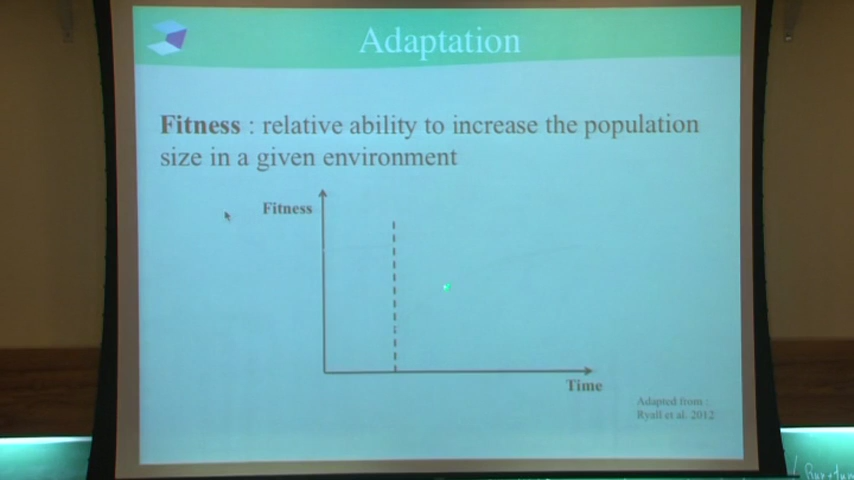 Adaptation
Fitness : relative ability to increase the population
size in a given environment
Fitness
Time
Adapted from :
Ryall et al. 2012